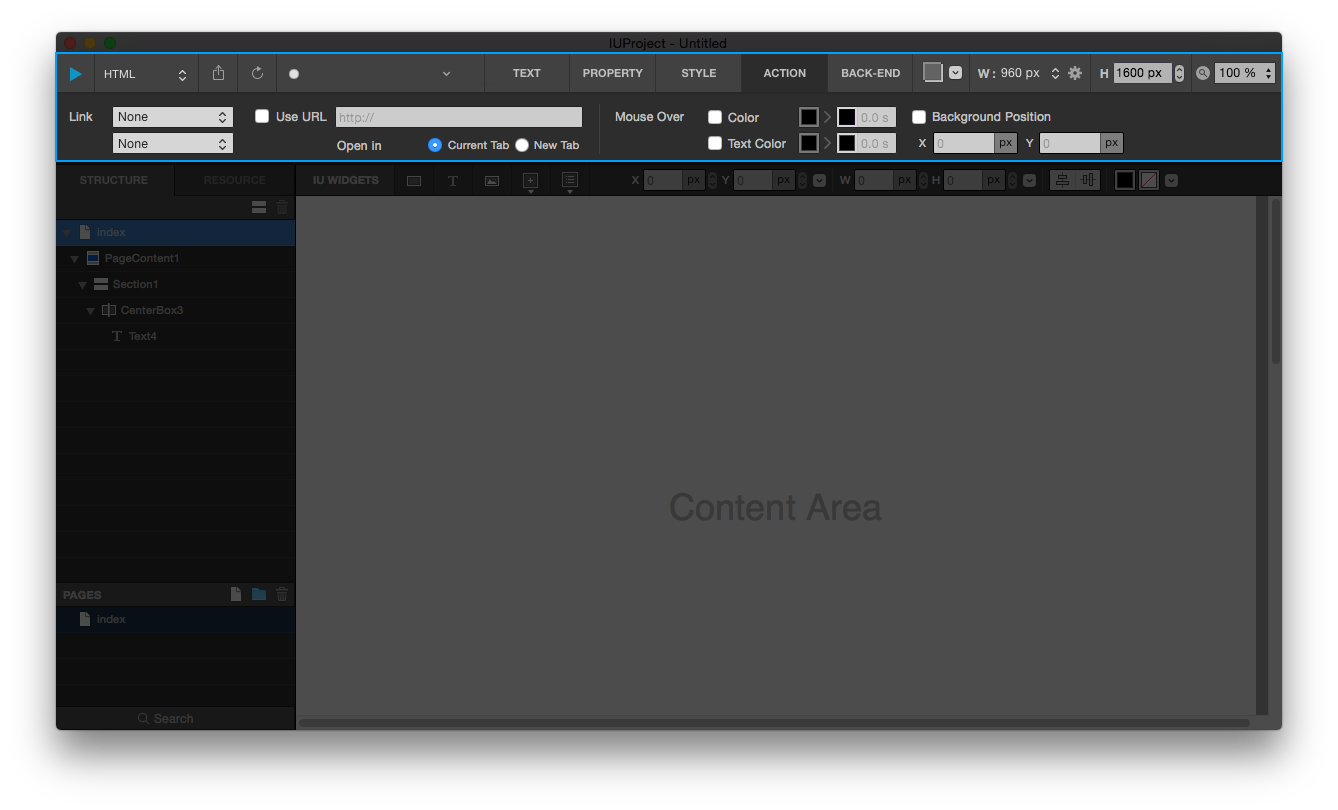 IUProject - Untitled
HTML TEXT PROPERTY STYLE ACTION BACK-END W: 960 px H 1600 px 100 %
Link None Use URL http:// Mouse Over Color 0.0 s Background Position
None Open in Current Tab New Tab Text Color 0.0 s X 0 px Y 0 px
STRUCTURE RESOURCE IU WIDGETS T X 0 px Y 0 px W 0 px H 0 px
index
PageContent1
Section1
CenterBox3
T Text4
Content Area
PAGES
index
Search